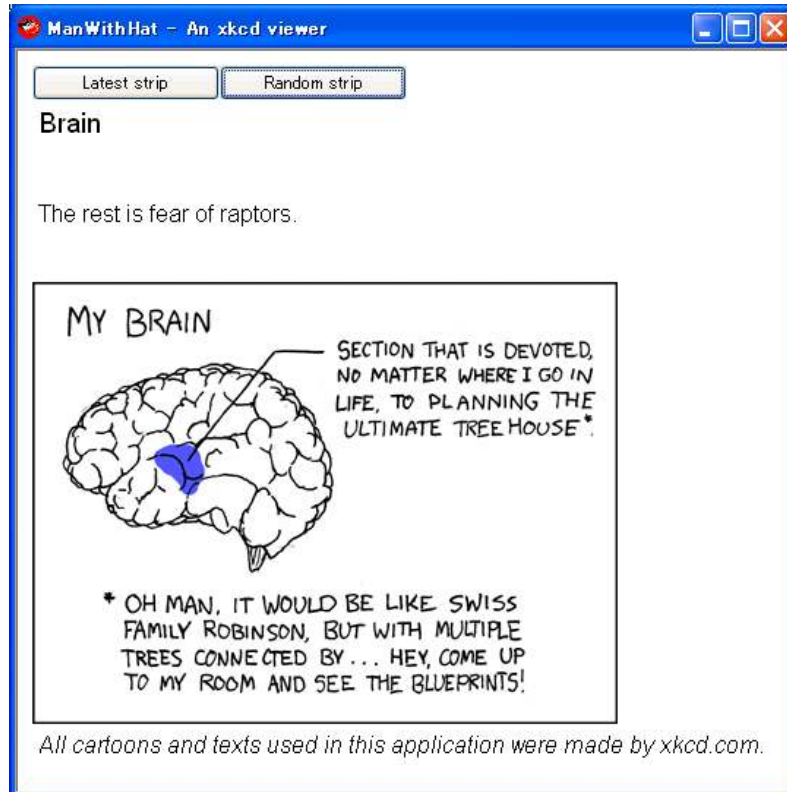 ManWithHat - An xkcd viewer
Latest strip Random strip
Brain
The rest is fear of raptors.
MY BRAIN
SECTION THAT IS DEVOTED,
NO MATTER WHERE I GO IN
LIFE, TO PLANNING THE
ULTIMATE TREE HOUSE*.
* OH MAN, IT WOULD BE LIKE SWISS
FAMILY ROBINSON, BUT WITH MULTIPLE
TREES CONNECTED BY... HEY, COME UP
TO MY ROOM AND SEE THE BLUEPRINTS!
All cartoons and texts used in this application were made by xkcd.com.